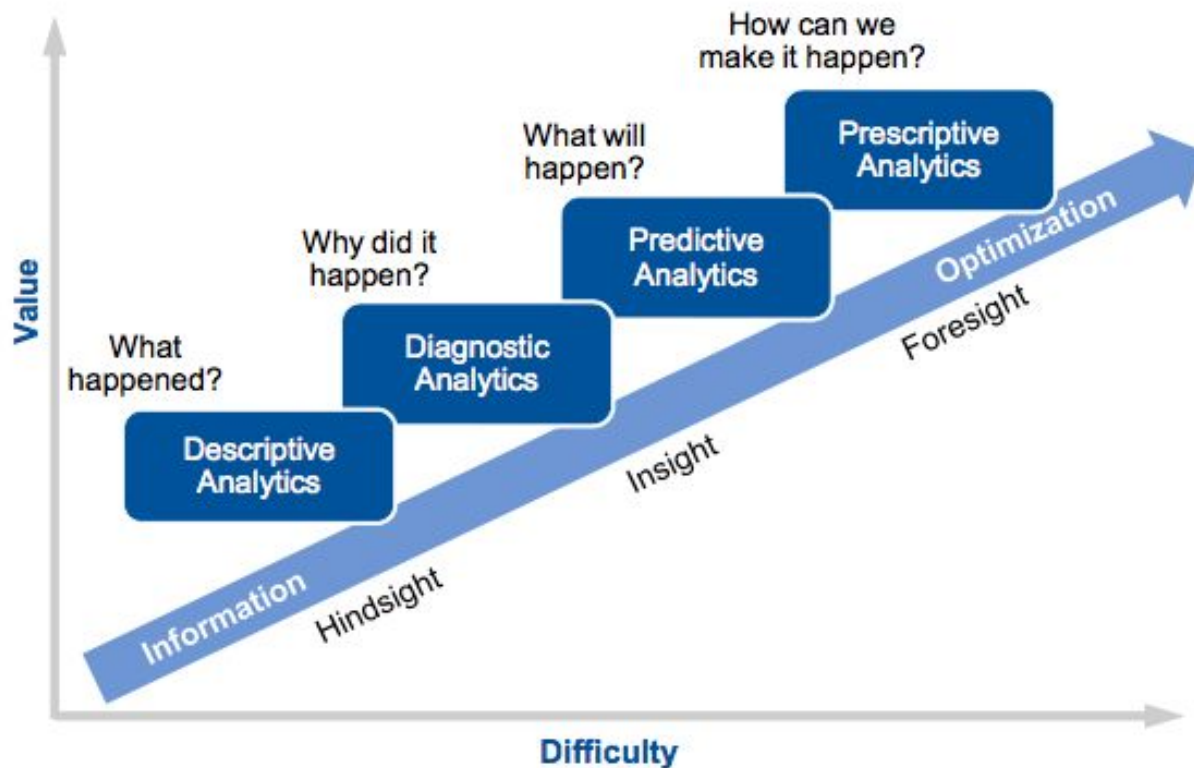 How can we
make it happen?
Prescriptive
Analytics
What will
happen?
Predictive
Analytics
Why did it
happen?
Diagnostic
Analytics
What
happened?
Descriptive
Analytics
Value
Information
Optimization
Hindsight
Insight
Foresight
Difficulty